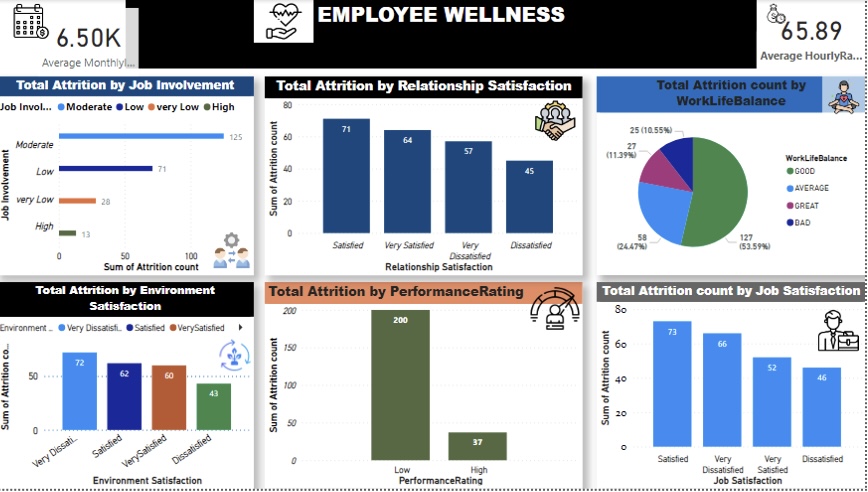 EMPLOYEE WELLNESS
6.50K
Average Monthlyl...
65.89
Average HourlyRa...
Total Attrition by Job Involvement
Job Invol... Moderate Low very Low High
Job Involvement
Moderate
125
Low
71
very Low
28
High
13
0 50 100
Sum of Attrition count
Total Attrition by Relationship Satisfaction
Sum of Attrition count
80
60
40
20
0
71
64
57
45
Satisfied
Very Satisfied
Very
Dissatisfied
Dissatisfied
Relationship Satisfaction
Total Attrition count by
WorkLifeBalance
25 (10.55%)
27
(11.39%)
58
(24.47%)
127
(53.59%)
WorkLifeBalance
GOOD
AVERAGE
GREAT
BAD
Total Attrition by Environment
Satisfaction
Environment ... Very Dissatisfi... Satisfied VerySatisfied
Sum of Attrition co...
50
0
72
62
60
43
Very Dissati...
Satisfied
VerySatisfied
Dissatisfied
Environment Satisfaction
Total Attrition by PerformanceRating
Sum of Attrition count
200
150
100
50
0
200
37
Low
High
PerformanceRating
Total Attrition count by Job Satisfaction
Sum of Attrition count
80
60
40
20
0
73
66
52
46
Satisfied
Very
Dissatisfied
Very
Satisfied
Dissatisfied
Job Satisfaction